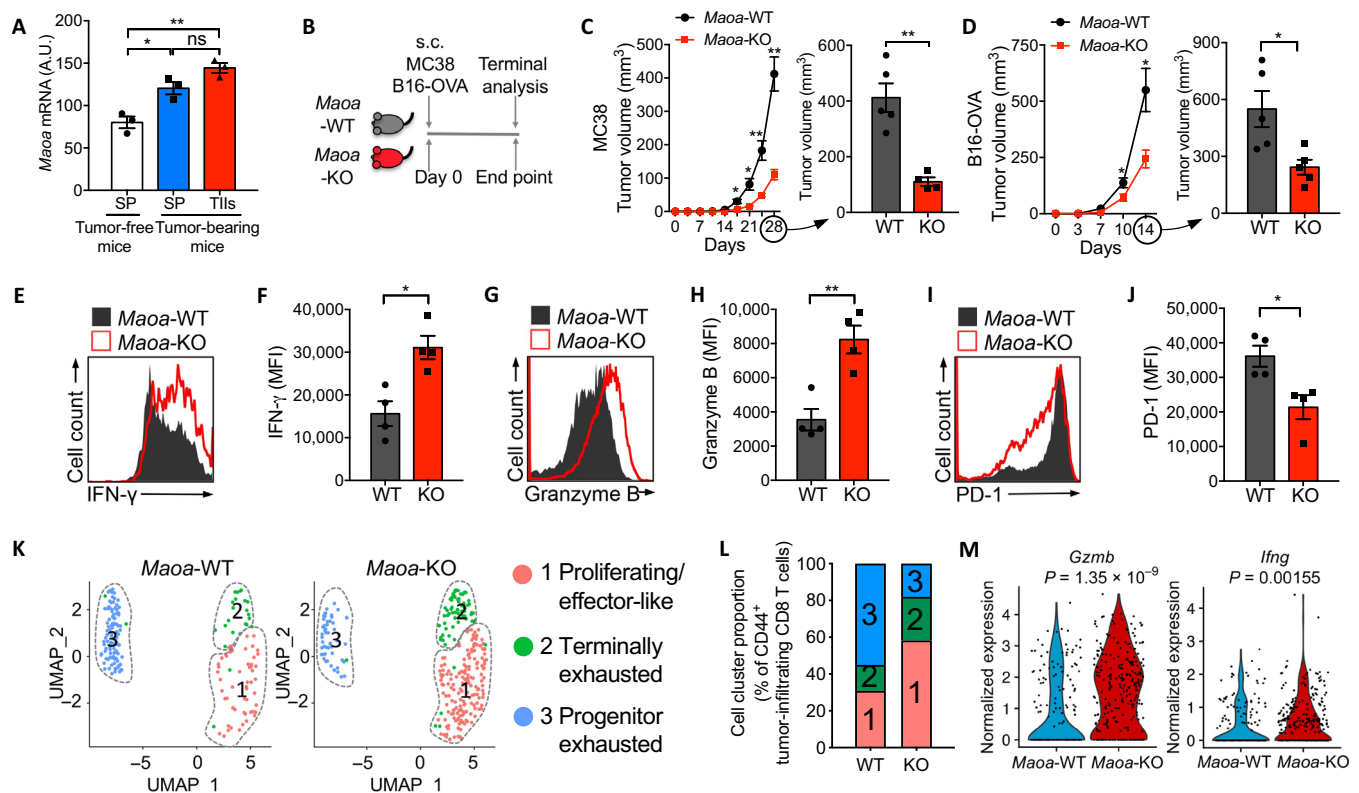 A
Maoa mRNA (A.U.)
200
150
100
50
0
**
*
ns
SP
SP
TIIs
Tumor-free
mice
Tumor-bearing
mice
B
s.c.
MC38
B16-OVA
Terminal
analysis
Maoa
-WT
Maoa
-KO
Day 0
End point
C
Maoa-WT
Maoa-KO
MC38
Tumor volume (mm3)
500
400
300
200
100
0
*
*
**
**
0
7
14
21
28
Days
Tumor volume (mm3)
600
400
200
0
**
WT
KO
D
Maoa-WT
Maoa-KO
B16-OVA
Tumor volume (mm3)
750
500
250
0
*
*
0
3
7
10
14
Days
Tumor volume (mm3)
900
600
300
0
*
WT
KO
E
Maoa-WT
Maoa-KO
Cell count
IFN-γ
F
IFN-γ (MFI)
40,000
30,000
20,000
10,000
0
*
WT
KO
G
Maoa-WT
Maoa-KO
Cell count
Granzyme B
H
Granzyme B (MFI)
10,000
8000
6000
4000
2000
0
**
WT
KO
I
Maoa-WT
Maoa-KO
Cell count
PD-1
J
PD-1 (MFI)
50,000
40,000
30,000
20,000
10,000
0
*
WT
KO
K
Maoa-WT
Maoa-KO
UMAP_2
2
0
−2
3
2
1
−5
0
5
UMAP_1
UMAP_2
2
0
−2
3
2
1
−5
0
5
UMAP_1
1 Proliferating/
effector-like
2 Terminally
exhausted
3 Progenitor
exhausted
L
Cell cluster proportion
(% of CD44+
tumor-infiltrating CD8 T cells)
100
80
60
40
20
0
3
2
1
3
2
1
WT
KO
M
Gzmb
P = 1.35 × 10−9
Normalized expression
4
3
2
1
0
Maoa-WT
Maoa-KO
Ifng
P = 0.00155
Normalized expression
4
3
2
1
0
Maoa-WT
Maoa-KO